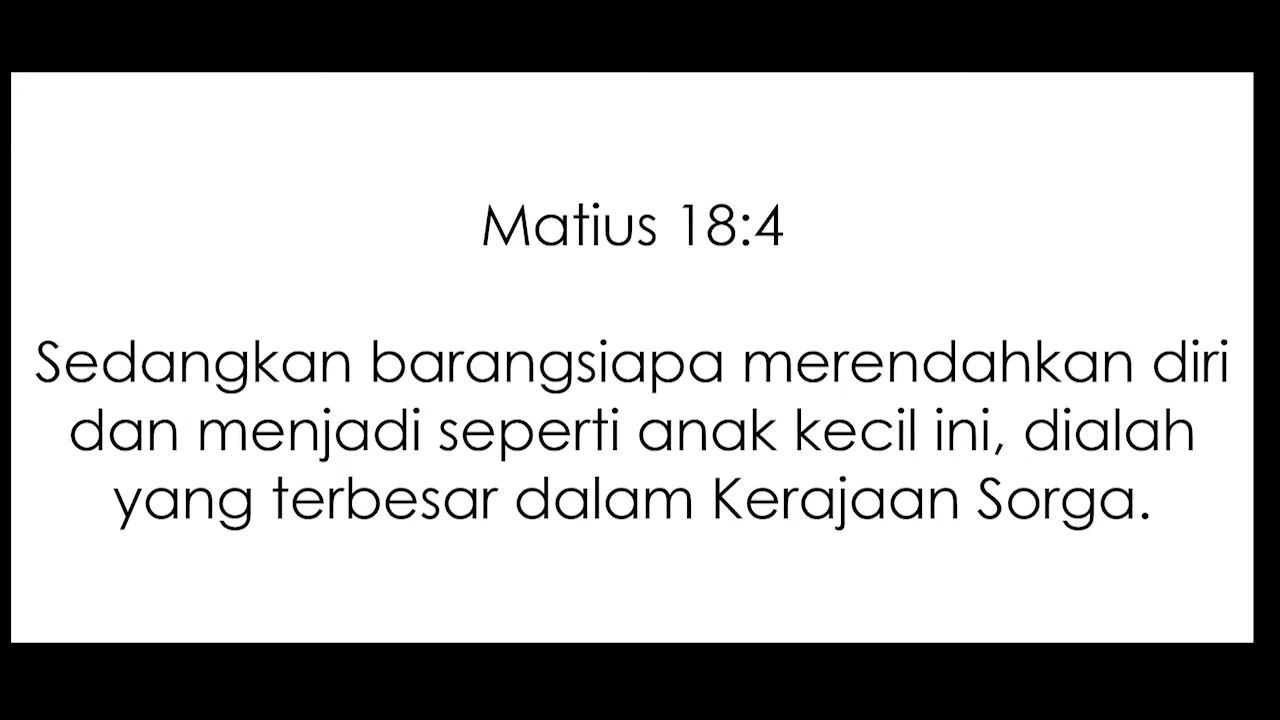 Matius 18:4
Sedangkan barangsiapa merendahkan diri
dan menjadi seperti anak kecil ini, dialah
yang terbesar dalam Kerajaan Sorga.